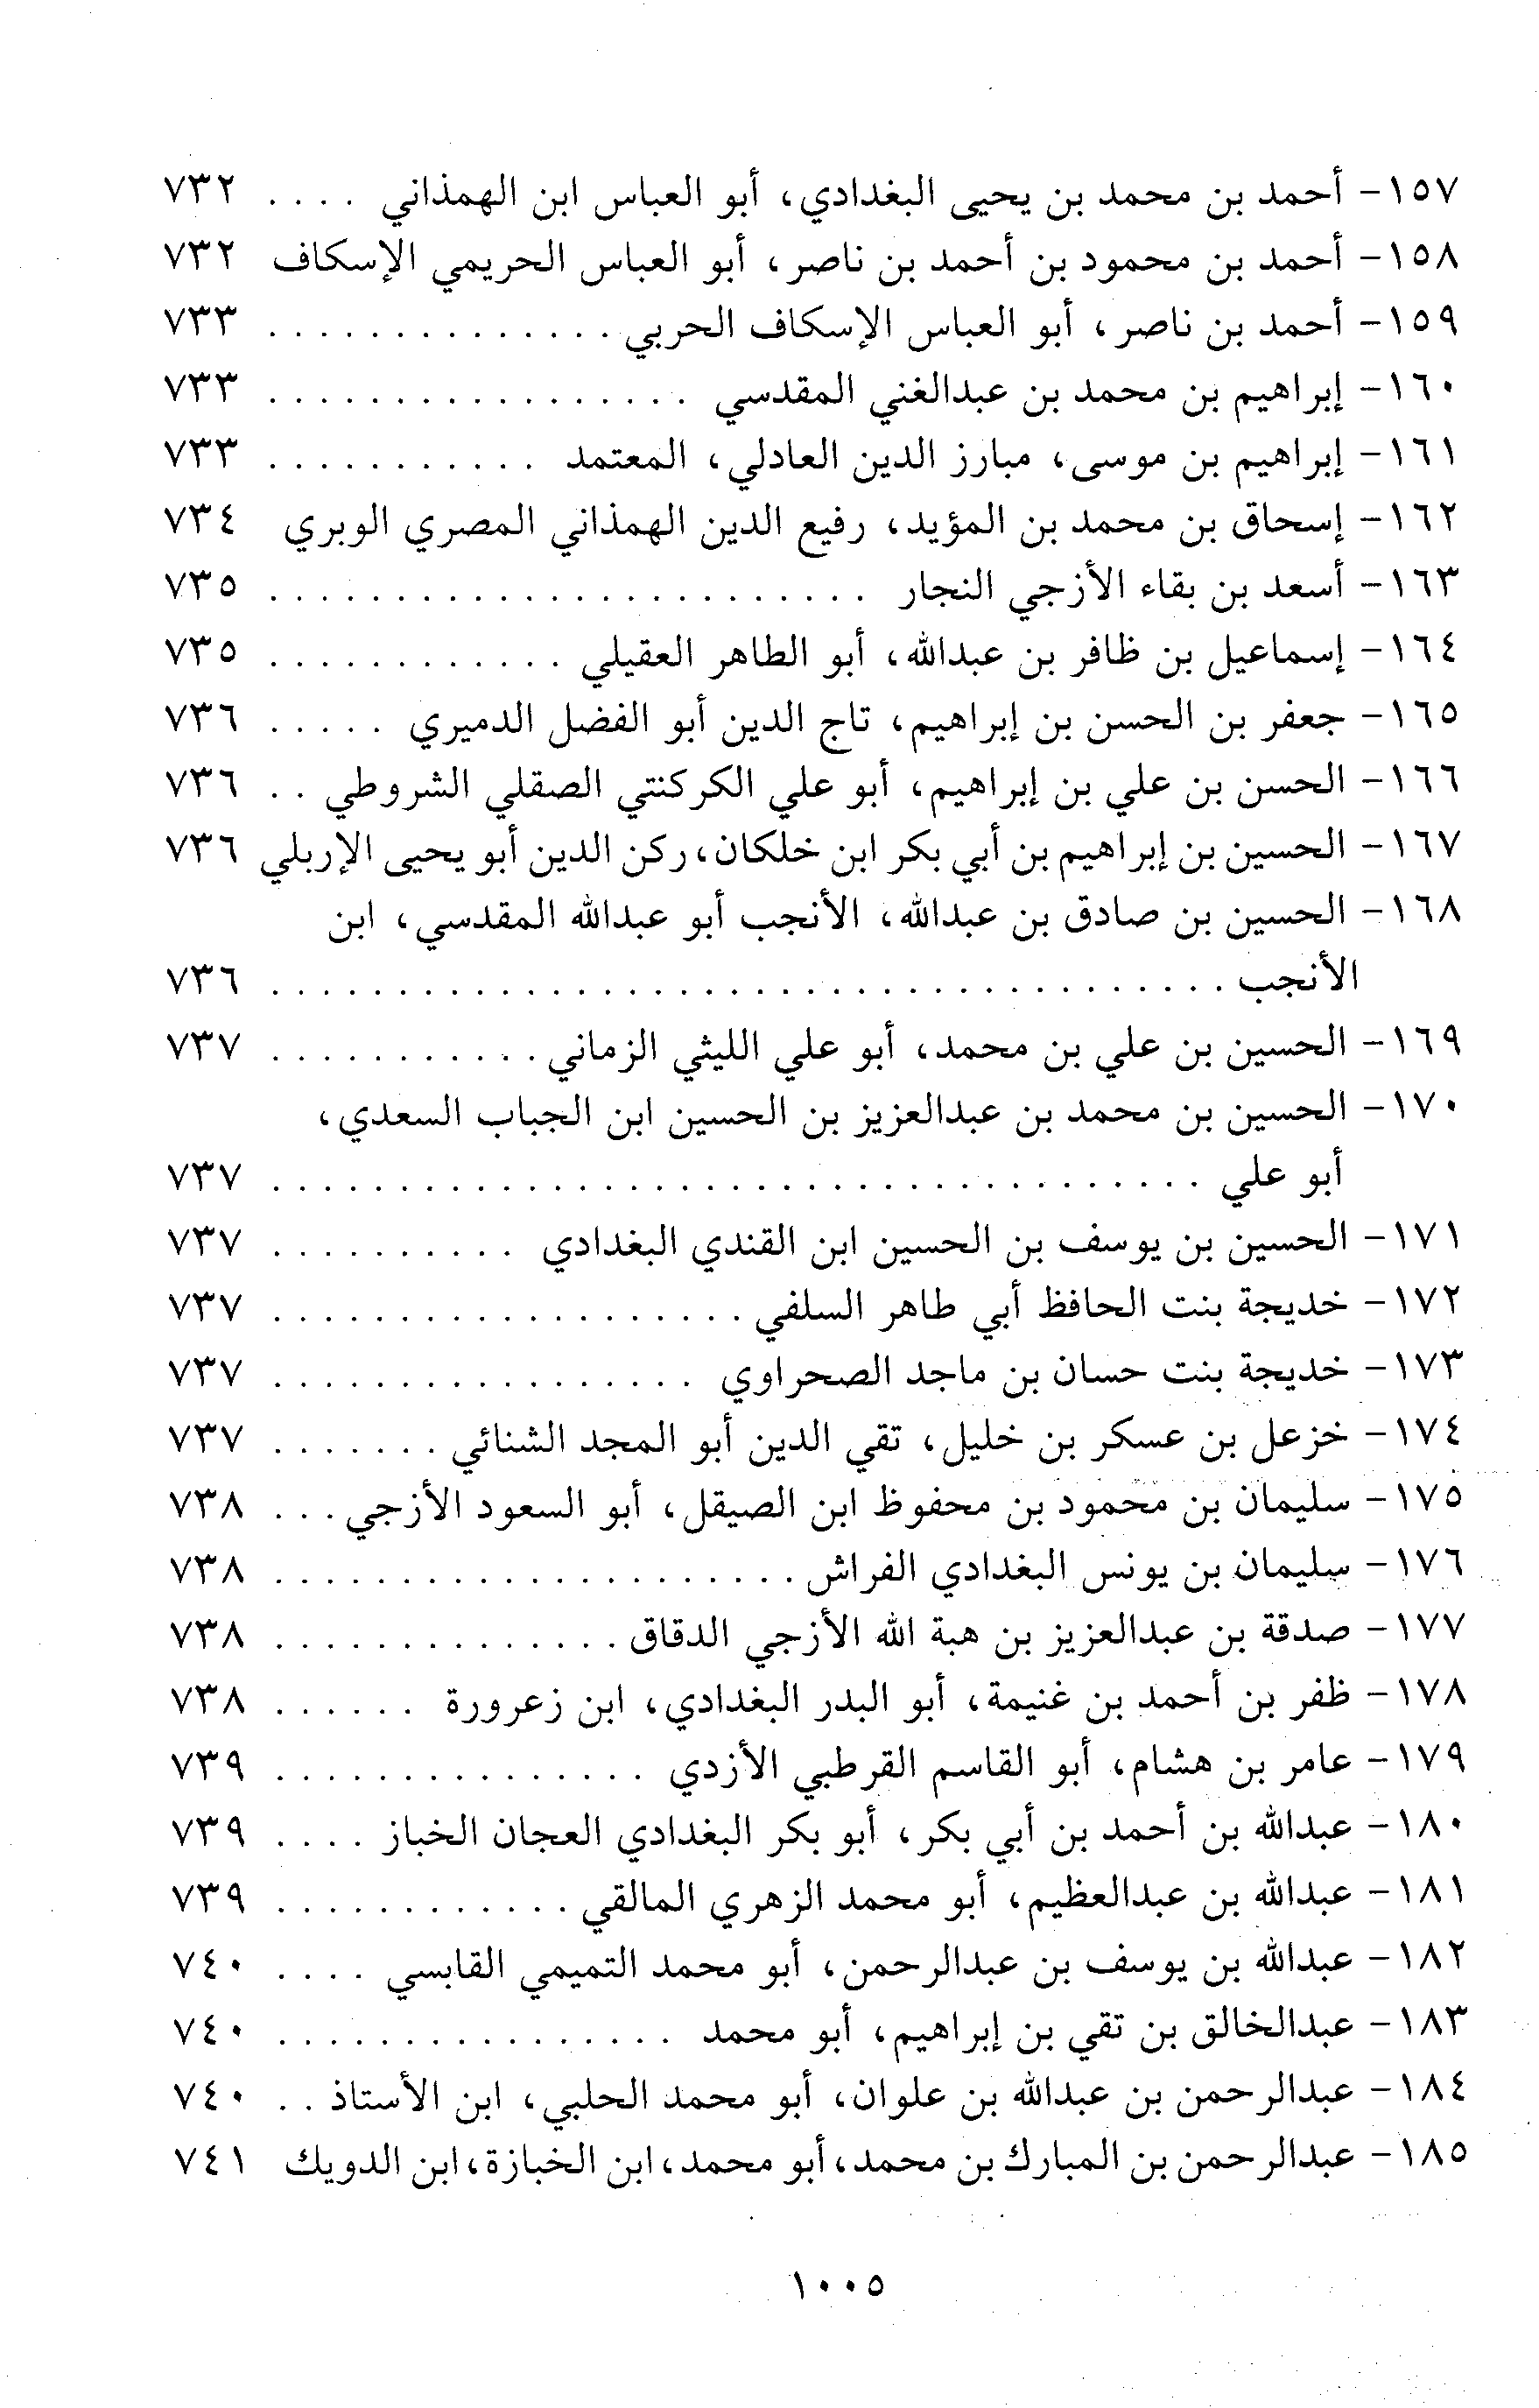 ١٥٧- أحمد بن محمد بن يحيى البغدادي، أبو العباس ابن الهمذاني . . . . ٧٣٢
١٥٨- أحمد بن محمود بن أحمد بن ناصر، أبو العباس الحريمي الإسكاف ٧٣٢
١٥٩- أحمد بن ناصر، أبو العباس الإسكاف الحربي . . . . . . . . . . . . . . ٧٣٣
١٦٠- إبراهيم بن محمد بن عبدالغني المقدسي . . . . . . . . . . . . . . . . . ٧٣٣
١٦١- إبراهيم بن موسى، مبارز الدين العادلي، المعتمد . . . . . . . . . . . ٧٣٣
١٦٢- إسحاق بن محمد بن المؤيد، رفيع الدين الهمذاني المصري الوبري ٧٣٤
١٦٣- أسعد بن بقاء الأزجي النجار . . . . . . . . . . . . . . . . . . . . . . . . ٧٣٥
١٦٤- إسماعيل بن ظافر بن عبدالله، أبو الطاهر العقيلي . . . . . . . . . . . . ٧٣٥
١٦٥- جعفر بن الحسن بن إبراهيم، تاج الدين أبو الفضل الدميري . . . . . ٧٣٦
١٦٦- الحسن بن علي بن إبراهيم، أبو علي الكركنتي الصقلي الشروطي . . ٧٣٦
١٦٧- الحسين بن إبراهيم بن أبي بكر ابن خلكان، ركن الدين أبو يحيى الإربلي ٧٣٦
١٦٨- الحسين بن صادق بن عبدالله، الأنجب أبو عبدالله المقدسي، ابن
الأنجب . . . . . . . . . . . . . . . . . . . . . . . . . . . . . . . . . . . . . . ٧٣٦
١٦٩- الحسين بن علي بن محمد، أبو علي الليثي الزماني . . . . . . . . . . . ٧٣٧
١٧٠- الحسين بن محمد بن عبدالعزيز بن الحسين ابن الجباب السعدي،
أبو علي . . . . . . . . . . . . . . . . . . . . . . . . . . . . . . . . . . . . . ٧٣٧
١٧١- الحسين بن يوسف بن الحسين ابن القندي البغدادي . . . . . . . . . . ٧٣٧
١٧٢- خديجة بنت الحافظ أبي طاهر السلفي . . . . . . . . . . . . . . . . . . . ٧٣٧
١٧٣- خديجة بنت حسان بن ماجد الصحراوي . . . . . . . . . . . . . . . . . ٧٣٧
١٧٤- خزعل بن عسكر بن خليل، تقي الدين أبو المجد الشنائي . . . . . . . ٧٣٧
١٧٥- سليمان بن محمود بن محفوظ ابن الصيقل، أبو السعود الأزجي . . . ٧٣٨
١٧٦- سليمان بن يونس البغدادي الفراش . . . . . . . . . . . . . . . . . . . . . ٧٣٨
١٧٧- صدقة بن عبدالعزيز بن هبة الله الأزجي الدقاق . . . . . . . . . . . . . . ٧٣٨
١٧٨- ظفر بن أحمد بن غنيمة، أبو البدر البغدادي، ابن زعرورة . . . . . . ٧٣٨
١٧٩- عامر بن هشام، أبو القاسم القرطبي الأزدي . . . . . . . . . . . . . . . ٧٣٩
١٨٠- عبدالله بن أحمد بن أبي بكر، أبو بكر البغدادي العجان الخباز . . . . ٧٣٩
١٨١- عبدالله بن عبدالعظيم، أبو محمد الزهري المالقي . . . . . . . . . . . . ٧٣٩
١٨٢- عبدالله بن يوسف بن عبدالرحمن، أبو محمد التميمي القابسي . . . . ٧٤٠
١٨٣- عبدالخالق بن تقي بن إبراهيم، أبو محمد . . . . . . . . . . . . . . . . ٧٤٠
١٨٤- عبدالرحمن بن عبدالله بن علوان، أبو محمد الحلبي، ابن الأستاذ . . ٧٤٠
١٨٥- عبدالرحمن بن المبارك بن محمد، أبو محمد، ابن الخبازة، ابن الدويك ٧٤١
١٠٠٥